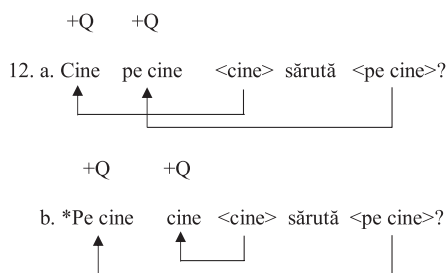 +Q +Q
12. a. Cine pe cine <cine> sărută <pe cine>?
+Q +Q
b. *Pe cine cine <cine> sărută <pe cine>?